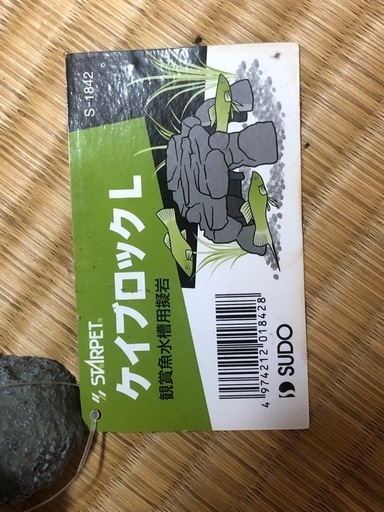 STARPET®
S-1842
ケイブロックL
観賞魚水槽用擬岩
4 974212 018428
SUDO